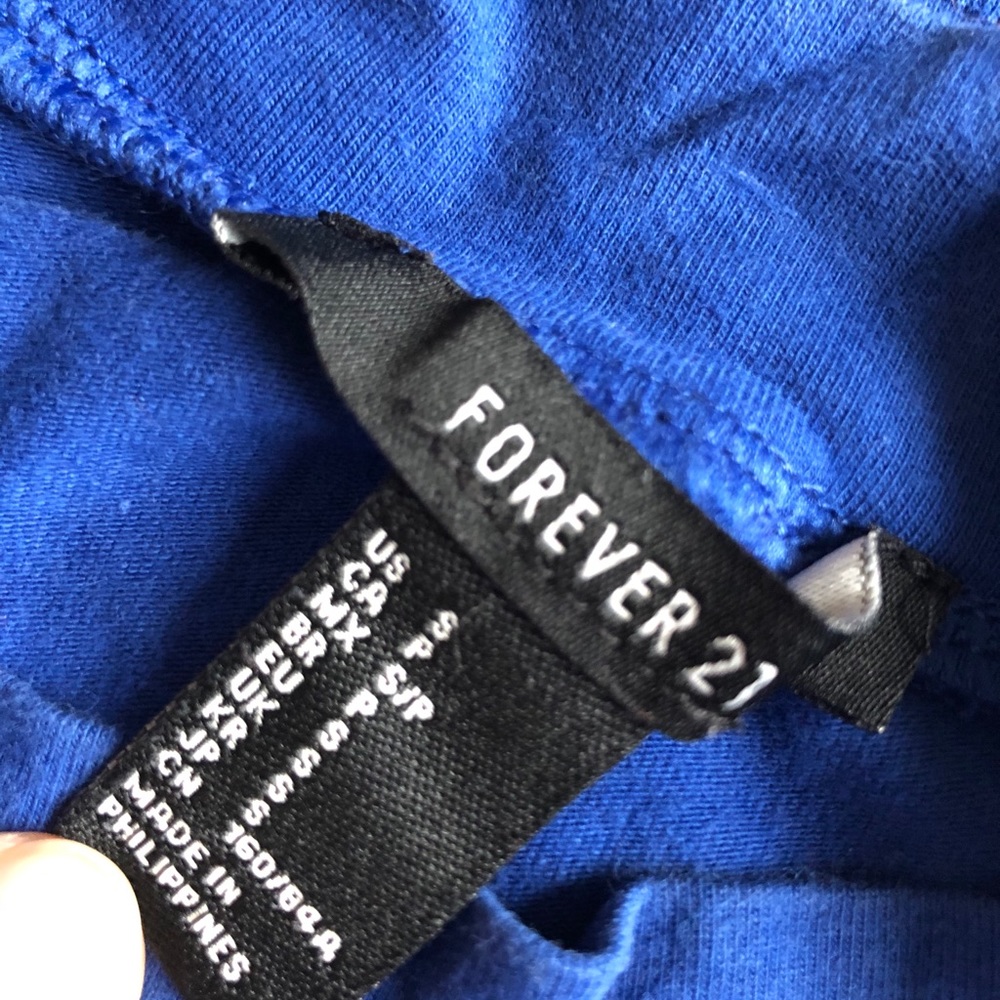 FOREVER 21
US S
CA P
MX S/P
BR P
EU S
UK S
KR S
JP S
CN 160/84A
MADE IN
PHILIPPINES